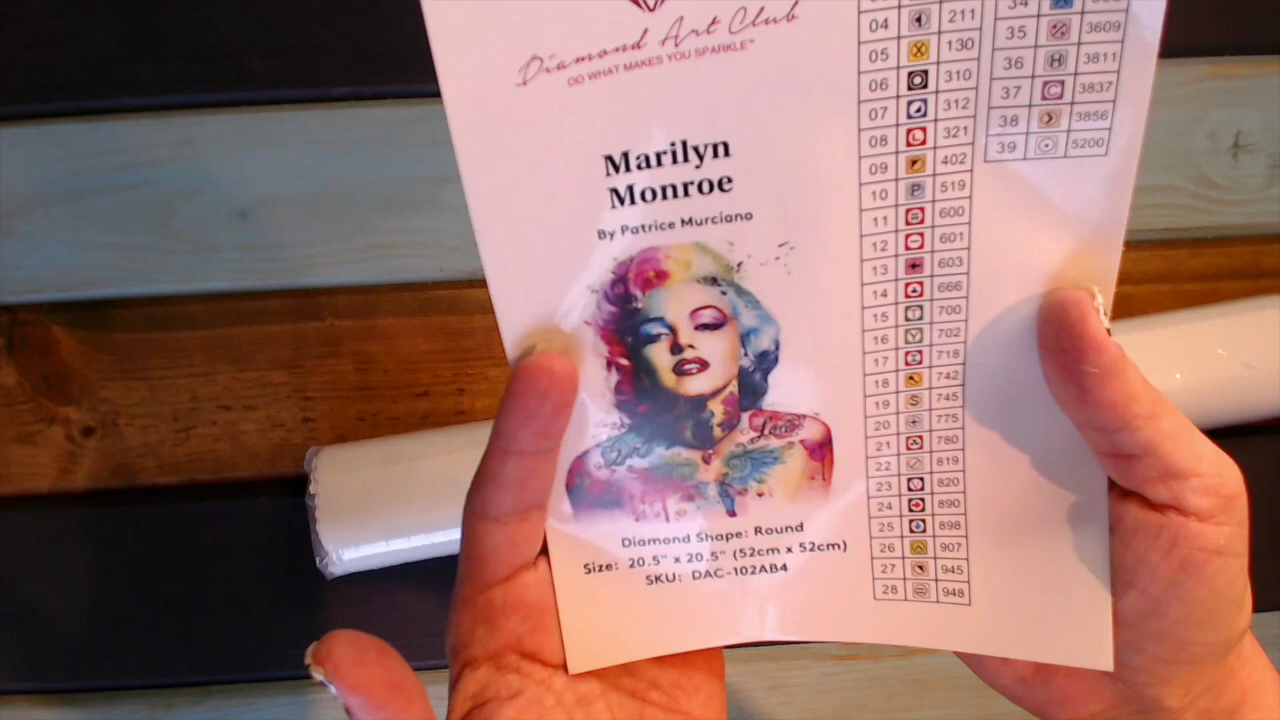 Diamond Art Club
DO WHAT MAKES YOU SPARKLE™
Marilyn
Monroe
By Patrice Murciano
Love
Diamond Shape: Round
Size: 20.5" x 20.5" (52cm x 52cm)
SKU: DAC-102AB4
04 211
05 X 130
06 310
07 312
08 L 321
09 402
10 P 519
11 600
12 601
13 603
14 666
15 T 700
16 Y 702
17 I 718
18 742
19 S 745
20 775
21 780
22 819
23 V 820
24 890
25 898
26 907
27 945
28 948
34
35 3609
36 H 3811
37 C 3837
38 3856
39 5200